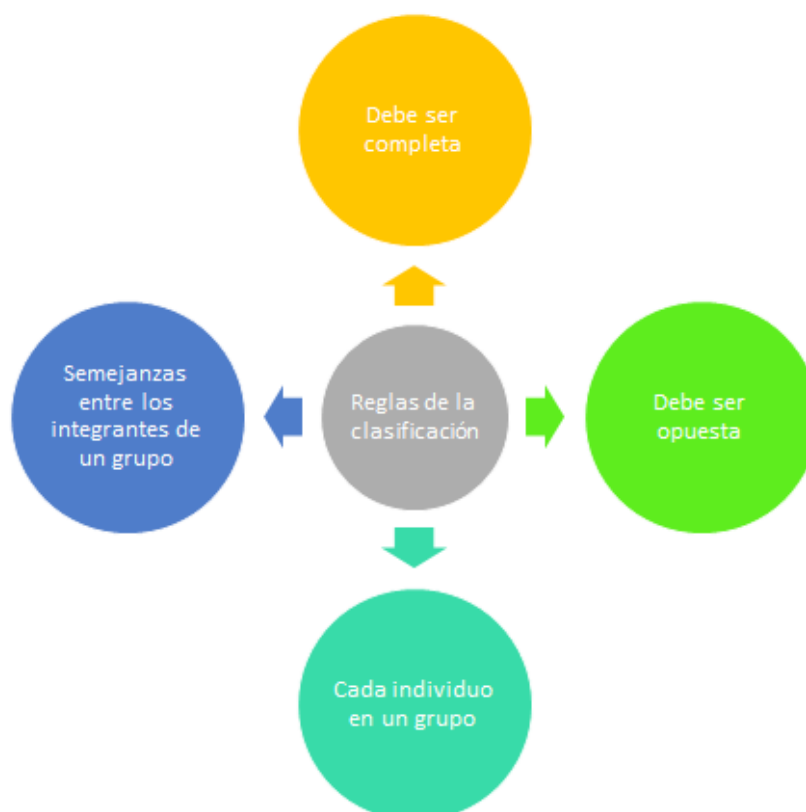 Debe ser
completa
Semejanzas
entre los
integrantes de
un grupo
Reglas de la
clasificación
Debe ser
opuesta
Cada individuo
en un grupo